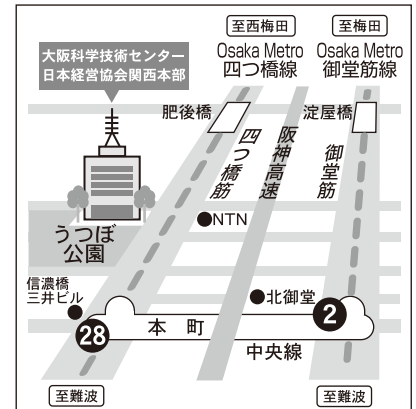 至西梅田
至梅田
Osaka Metro
四つ橋線
Osaka Metro
御堂筋線
大阪科学技術センター
日本経営協会関西本部
肥後橋
淀屋橋
四つ橋筋
阪神高速
御堂筋
うつぼ
公園
NTN
信濃橋
三井ビル
北御堂
28
本町
2
中央線
至難波
至難波